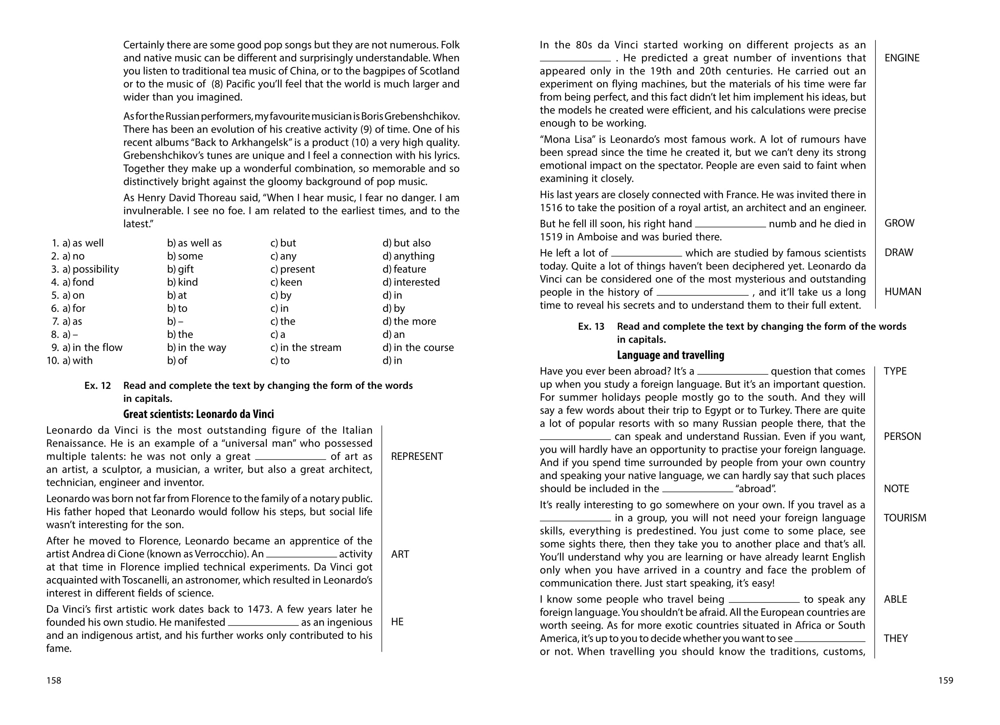 Certainly there are some good pop songs but they are not numerous. Folk
and native music can be different and surprisingly understandable. When
you listen to traditional tea music of China, or to the bagpipes of Scotland
or to the music of (8) Pacific you’ll feel that the world is much larger and
wider than you imagined.
As for the Russian performers, my favourite musician is Boris Grebenshchikov.
There has been an evolution of his creative activity (9) of time. One of his
recent albums “Back to Arkhangelsk” is a product (10) a very high quality.
Grebenshchikov’s tunes are unique and I feel a connection with his lyrics.
Together they make up a wonderful combination, so memorable and so
distinctively bright against the gloomy background of pop music.
As Henry David Thoreau said, “When I hear music, I fear no danger. I am
invulnerable. I see no foe. I am related to the earliest times, and to the
latest.”
1. a) as well b) as well as c) but d) but also
2. a) no b) some c) any d) anything
3. a) possibility b) gift c) present d) feature
4. a) fond b) kind c) keen d) interested
5. a) on b) at c) by d) in
6. a) for b) to c) in d) by
7. a) as b) – c) the d) the more
8. a) – b) the c) a d) an
9. a) in the flow b) in the way c) in the stream d) in the course
10. a) with b) of c) to d) in
Ex. 12 Read and complete the text by changing the form of the words
in capitals.
Great scientists: Leonardo da Vinci
Leonardo da Vinci is the most outstanding figure of the Italian
Renaissance. He is an example of a “universal man” who possessed
multiple talents: he was not only a great ____________ of art as REPRESENT
an artist, a sculptor, a musician, a writer, but also a great architect,
technician, engineer and inventor.
Leonardo was born not far from Florence to the family of a notary public.
His father hoped that Leonardo would follow his steps, but social life
wasn’t interesting for the son.
After he moved to Florence, Leonardo became an apprentice of the
artist Andrea di Cione (known as Verrocchio). An ____________ activity ART
at that time in Florence implied technical experiments. Da Vinci got
acquainted with Toscanelli, an astronomer, which resulted in Leonardo’s
interest in different fields of science.
Da Vinci’s first artistic work dates back to 1473. A few years later he
founded his own studio. He manifested ____________ as an ingenious HE
and an indigenous artist, and his further works only contributed to his
fame.
158
In the 80s da Vinci started working on different projects as an
____________ . He predicted a great number of inventions that ENGINE
appeared only in the 19th and 20th centuries. He carried out an
experiment on flying machines, but the materials of his time were far
from being perfect, and this fact didn’t let him implement his ideas, but
the models he created were efficient, and his calculations were precise
enough to be working.
“Mona Lisa” is Leonardo’s most famous work. A lot of rumours have
been spread since the time he created it, but we can’t deny its strong
emotional impact on the spectator. People are even said to faint when
examining it closely.
His last years are closely connected with France. He was invited there in
1516 to take the position of a royal artist, an architect and an engineer.
But he fell ill soon, his right hand ____________ numb and he died in GROW
1519 in Amboise and was buried there.
He left a lot of ____________ which are studied by famous scientists DRAW
today. Quite a lot of things haven’t been deciphered yet. Leonardo da
Vinci can be considered one of the most mysterious and outstanding
people in the history of ________________ , and it’ll take us a long HUMAN
time to reveal his secrets and to understand them to their full extent.
Ex. 13 Read and complete the text by changing the form of the words
in capitals.
Language and travelling
Have you ever been abroad? It’s a ____________ question that comes TYPE
up when you study a foreign language. But it’s an important question.
For summer holidays people mostly go to the south. And they will
say a few words about their trip to Egypt or to Turkey. There are quite
a lot of popular resorts with so many Russian people there, that the
____________ can speak and understand Russian. Even if you want, PERSON
you will hardly have an opportunity to practise your foreign language.
And if you spend time surrounded by people from your own country
and speaking your native language, we can hardly say that such places
should be included in the ____________ “abroad”. NOTE
It’s really interesting to go somewhere on your own. If you travel as a
____________ in a group, you will not need your foreign language TOURISM
skills, everything is predestined. You just come to some place, see
some sights there, then they take you to another place and that’s all.
You’ll understand why you are learning or have already learnt English
only when you have arrived in a country and face the problem of
communication there. Just start speaking, it’s easy!
I know some people who travel being ____________ to speak any ABLE
foreign language. You shouldn’t be afraid. All the European countries are
worth seeing. As for more exotic countries situated in Africa or South
America, it’s up to you to decide whether you want to see ____________ THEY
or not. When travelling you should know the traditions, customs,
159